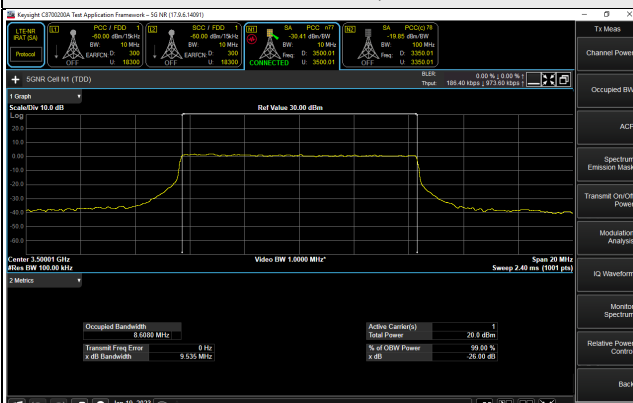 Keysight C8700200A Test Application Framework – 5G NR (17.9.6.14091)
LTE-NR
IRAT (SA)
Protocol
L1
PCC / FDD 1
-60.00 dBm/15kHz
BW: 10 MHz
EARFCN: D: 300
U: 18300
OFF
L2
SCC / FDD 1
-60.00 dBm/15kHz
BW: 10 MHz
EARFCN: D: 300
U: 18300
OFF
N1
SA PCC n77
-30.41 dBm/BW
BW: 10 MHz
Freq: D: 3500.01
U: 3500.01
CONNECTED
N2
SA PCC(c) 78
-19.85 dBm/BW
BW: 100 MHz
Freq: D: 3350.01
U: 3350.01
OFF
5GNR Cell N1 (TDD)
BLER: 0.00 % ↓ 0.00 % ↑
Thput: 186.40 kbps ↓ 973.60 kbps ↑
1 Graph
Scale/Div 10.0 dB
Ref Value 30.00 dBm
Log
20.0
10.0
0.00
-10.0
-20.0
-30.0
-40.0
-50.0
-60.0
Center 3.50001 GHz
Video BW 1.0000 MHz*
Span 20 MHz
#Res BW 100.00 kHz
Sweep 2.40 ms (1001 pts)
2 Metrics
Occupied Bandwidth
8.6080 MHz
Transmit Freq Error 0 Hz
x dB Bandwidth 9.535 MHz
Active Carrier(s) 1
Total Power 20.0 dBm
% of OBW Power 99.00 %
x dB -26.00 dB
Tx Meas
Channel Power
Occupied BW
ACP
Spectrum
Emission Mask
Transmit On/Off
Power
Modulation
Analysis
IQ Waveform
Monitor
Spectrum
Relative Power
Control
Back